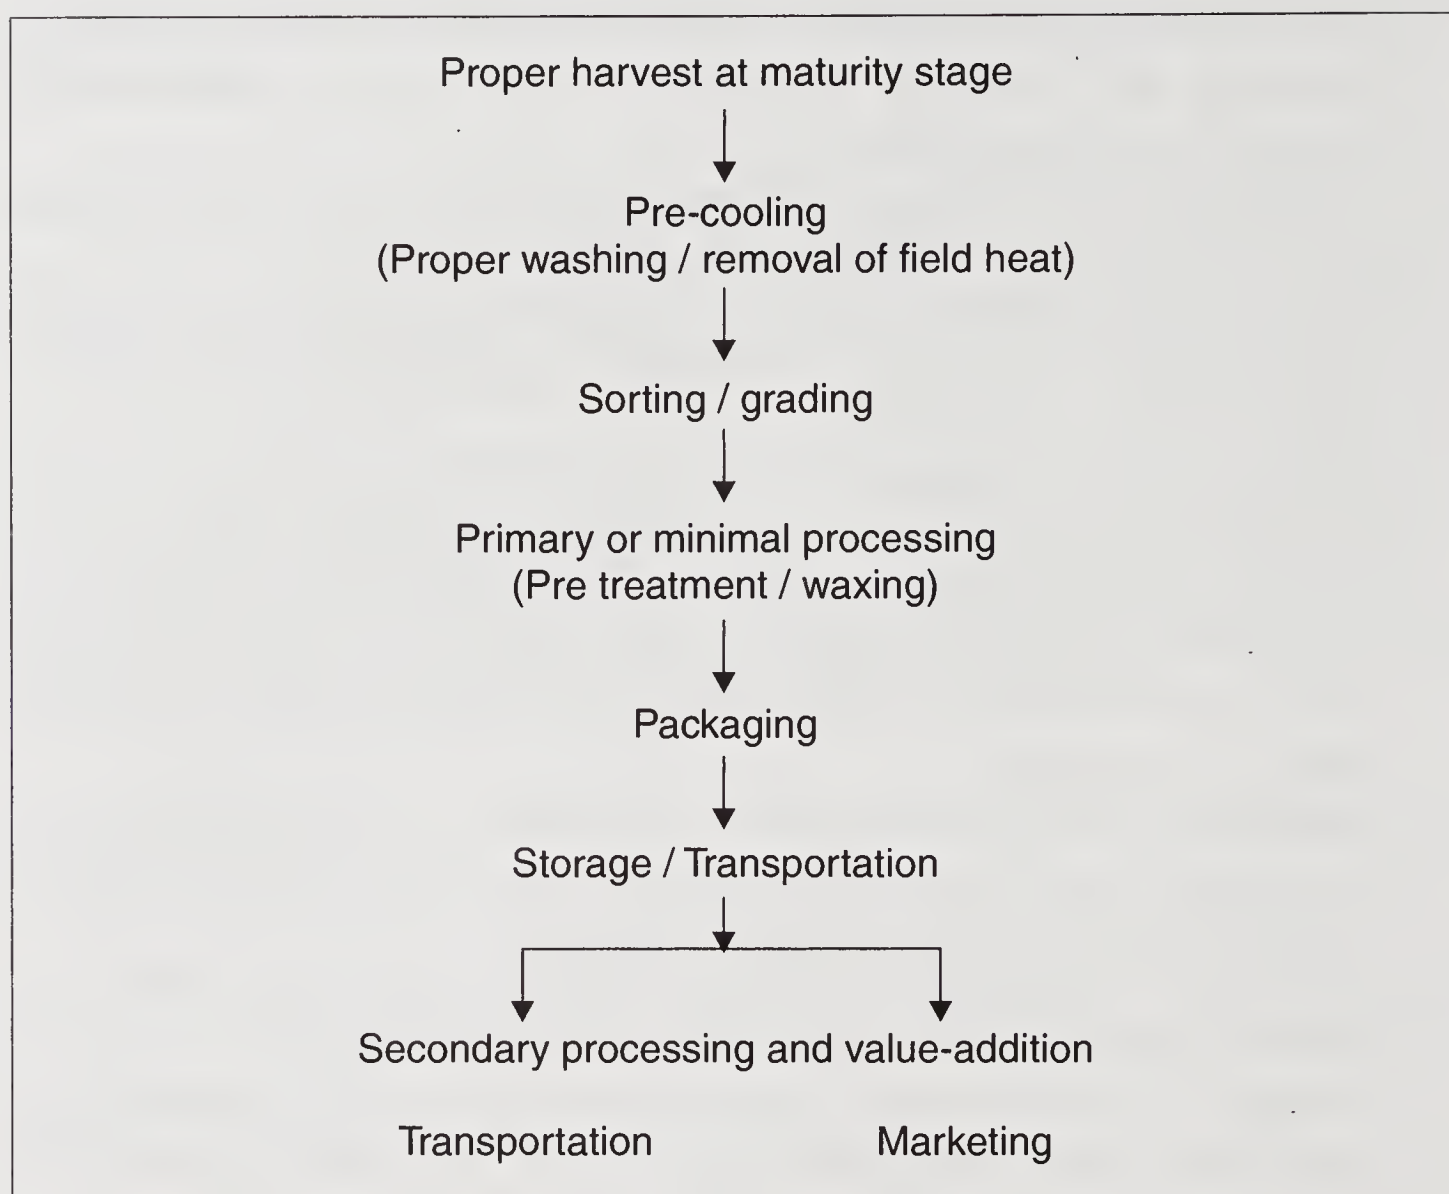 Proper harvest at maturity stage
Pre-cooling
(Proper washing / removal of field heat)
Sorting / grading
Primary or minimal processing
(Pre treatment / waxing)
Packaging
Storage / Transportation
Secondary processing and value-addition
Transportation Marketing